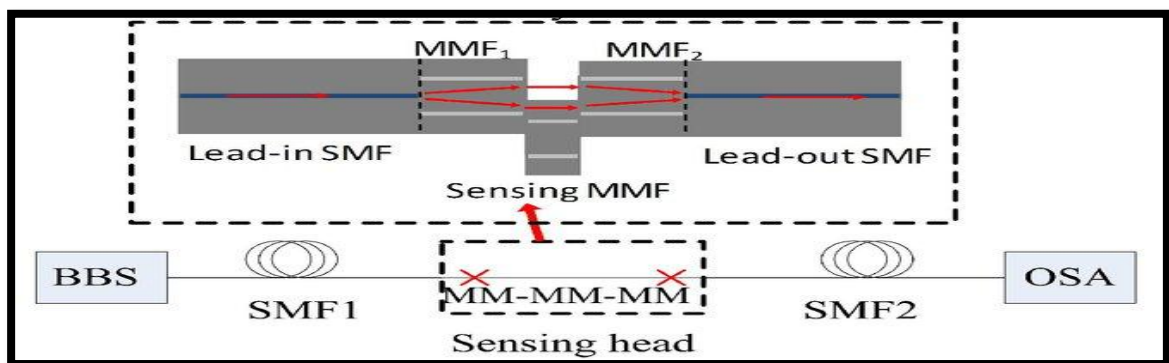 MMF₁ MMF₂
Lead-in SMF Lead-out SMF
Sensing MMF
BBS OSA
MM-MM-MM
SMF1 SMF2
Sensing head